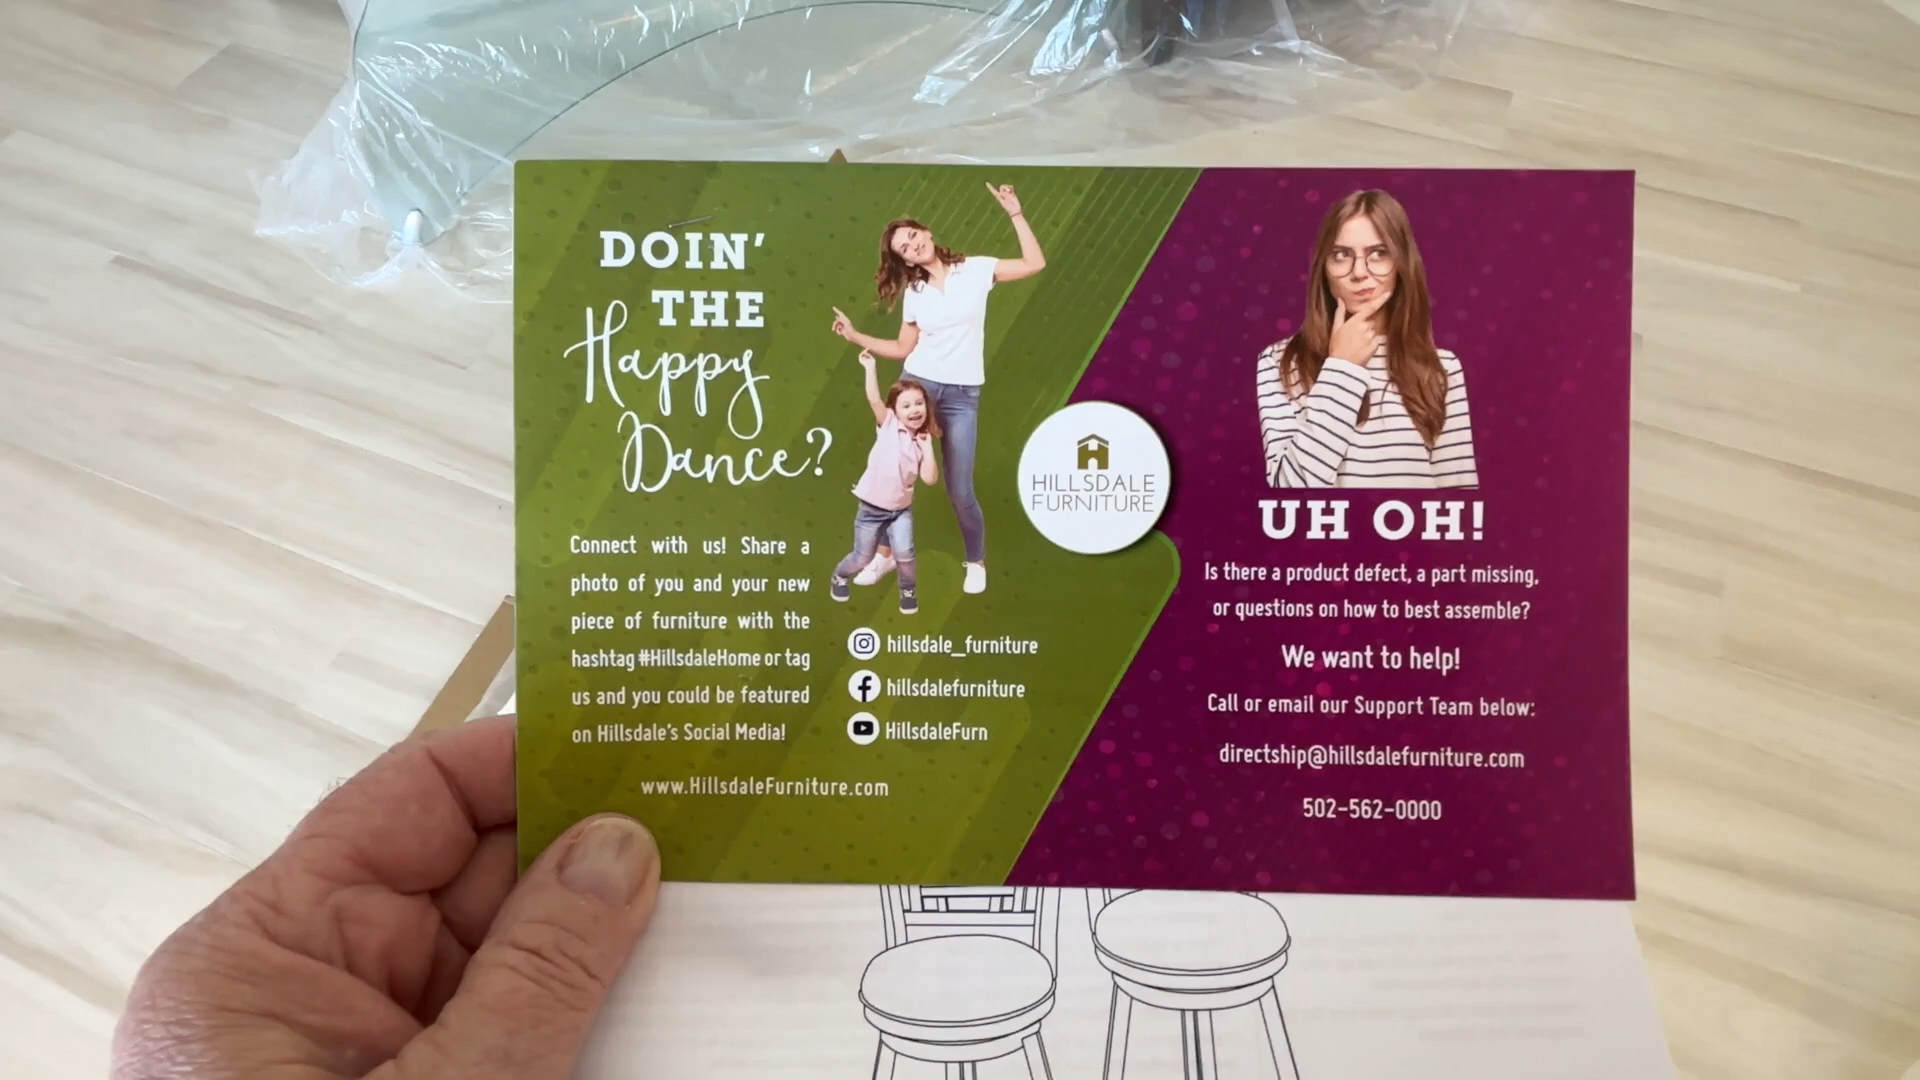 DOIN'
THE
Happy
Dance?
Connect with us! Share a
photo of you and your new
piece of furniture with the
hashtag #HillsdaleHome or tag
us and you could be featured
on Hillsdale's Social Media!
hillsdale_furniture
hillsdalefurniture
HillsdaleFurn
www.HillsdaleFurniture.com
HILLSDALE
FURNITURE
UH OH!
Is there a product defect, a part missing,
or questions on how to best assemble?
We want to help!
Call or email our Support Team below:
directship@hillsdalefurniture.com
502-562-0000